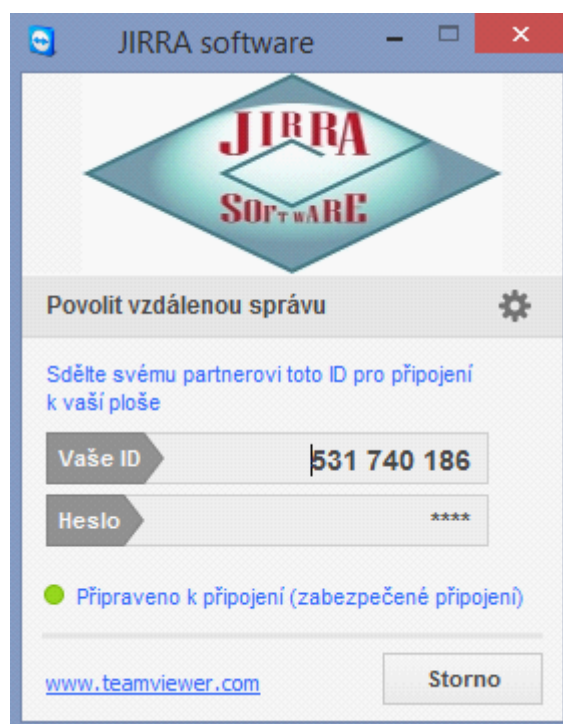 JIRRA software
JIRRA
SOFTWARE
Povolit vzdálenou správu
Sdělte svému partnerovi toto ID pro připojení
k vaší ploše
Vaše ID 531 740 186
Heslo ****
Připraveno k připojení (zabezpečené připojení)
www.teamviewer.com Storno